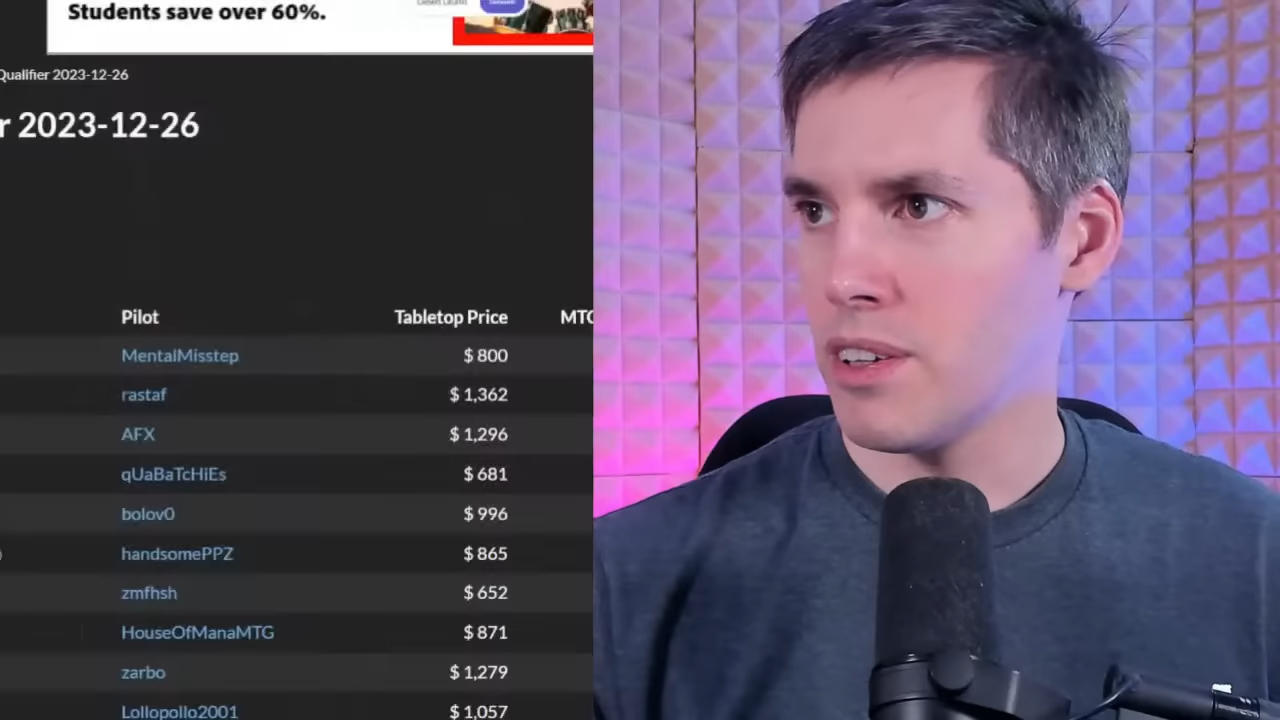 Students save over 60%.
Qualifier 2023-12-26
r 2023-12-26
Pilot Tabletop Price MTG
MentalMisstep $ 800
rastaf $ 1,362
AFX $ 1,296
qUaBaTcHiEs $ 681
bolov0 $ 996
handsomePPZ $ 865
zmfhsh $ 652
HouseOfManaMTG $ 871
zarbo $ 1,279
Lollopollo2001 $ 1,057